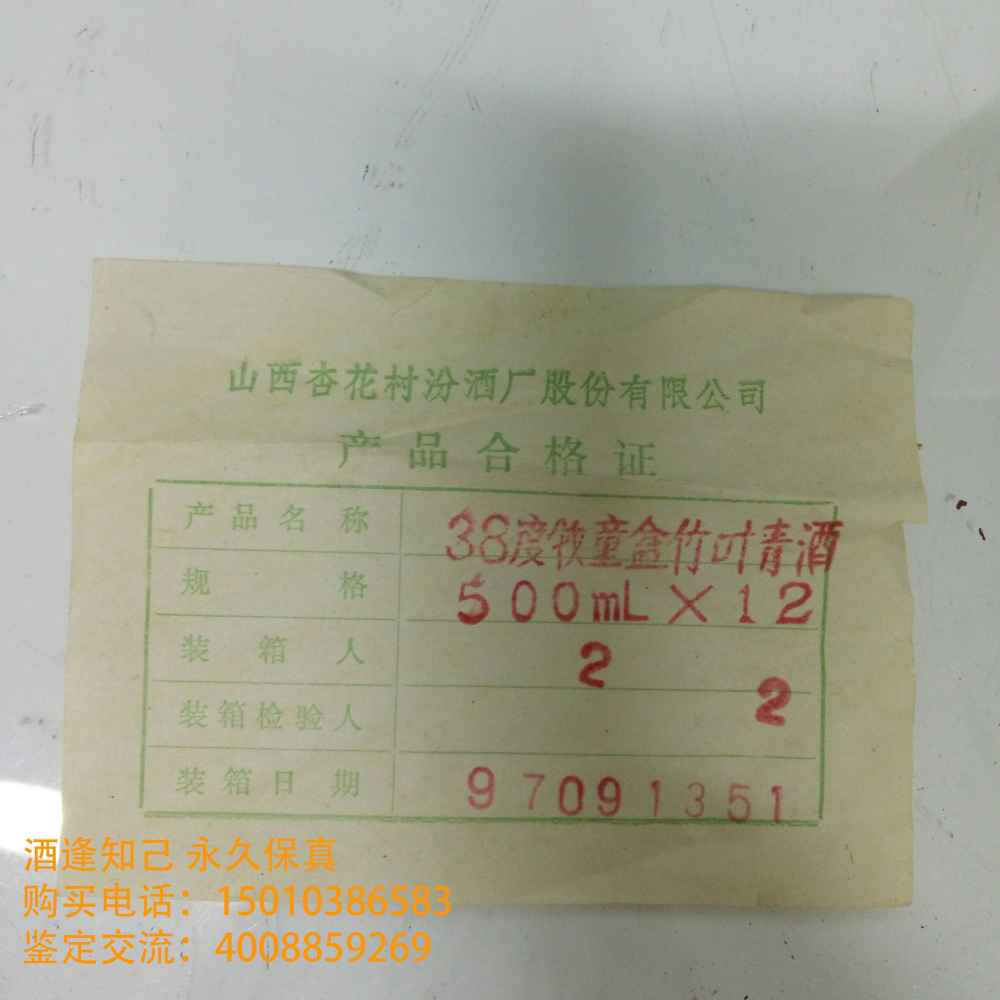 山西杏花村汾酒厂股份有限公司
产品合格证
产品名称 38度牧童盒竹叶青酒
规格 500mL×12
装箱人 2
装箱检验人 2
装箱日期 97091351
酒逢知己 永久保真
购买电话：15010386583
鉴定交流：4008859269